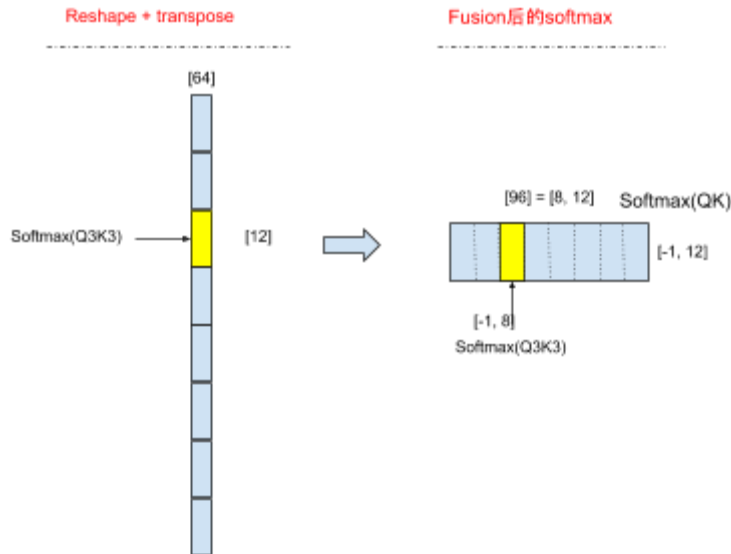 Reshape + transpose
Fusion后的softmax
[64]
[96] = [8, 12]
Softmax(QK)
Softmax(Q3K3)
[12]
[-1, 12]
[-1, 8]
Softmax(Q3K3)